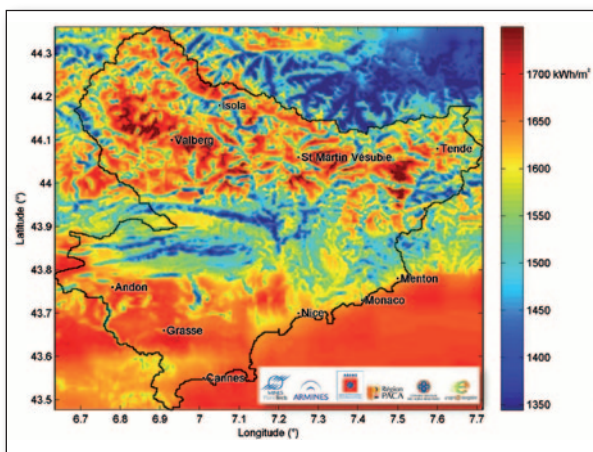 44.3
44.2
44.1
44
43.9
43.8
43.7
43.6
43.5
Latitude (°)
Isola
Valberg
St Martin Vésubie
Tende
Andon
Menton
Monaco
Nice
Grasse
Cannes
ARMINES
Région
PACA
6.7 6.8 6.9 7 7.1 7.2 7.3 7.4 7.5 7.6 7.7
Longitude (°)
1700 kWh/m²
1650
1600
1550
1500
1450
1400
1350